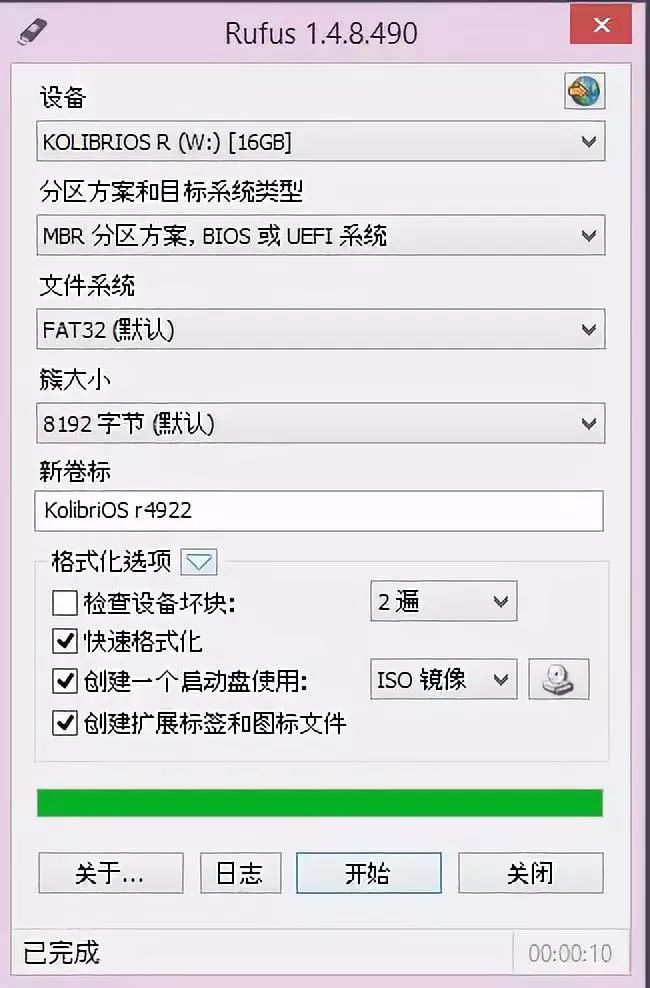 Rufus 1.4.8.490
设备
KOLIBRIOS R (W:) [16GB]
分区方案和目标系统类型
MBR 分区方案, BIOS 或 UEFI 系统
文件系统
FAT32 (默认)
簇大小
8192 字节 (默认)
新卷标
KolibriOS r4922
格式化选项
检查设备坏块: 2 遍
快速格式化
创建一个启动盘使用: ISO 镜像
创建扩展标签和图标文件
关于... 日志 开始 关闭
已完成 00:00:10